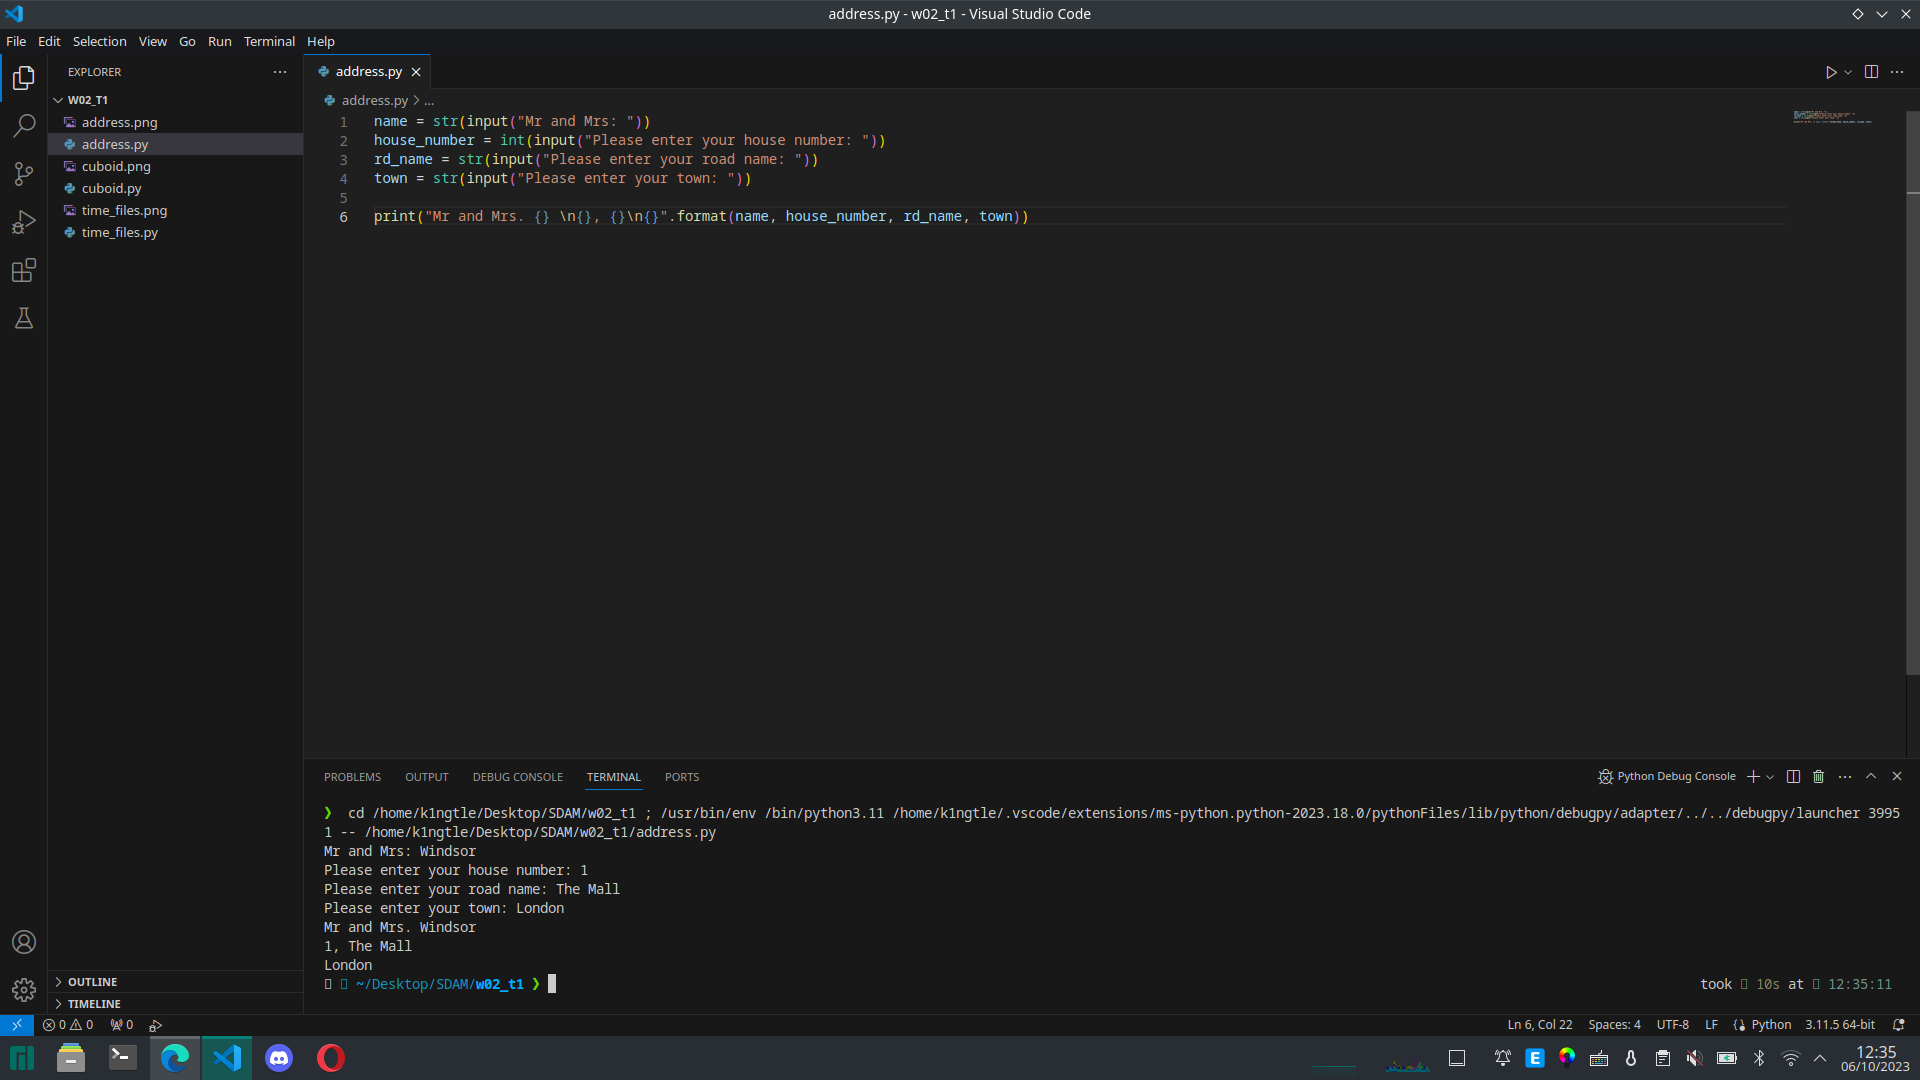 address.py - w02_t1 - Visual Studio Code
File Edit Selection View Go Run Terminal Help
EXPLORER
W02_T1
address.png
address.py
cuboid.png
cuboid.py
time_files.png
time_files.py
OUTLINE
TIMELINE
address.py
address.py > ...
1 name = str(input("Mr and Mrs: "))
2 house_number = int(input("Please enter your house number: "))
3 rd_name = str(input("Please enter your road name: "))
4 town = str(input("Please enter your town: "))
5
6 print("Mr and Mrs. {} \n{}, {}\n{}".format(name, house_number, rd_name, town))
PROBLEMS OUTPUT DEBUG CONSOLE TERMINAL PORTS
Python Debug Console
❯ cd /home/k1ngtle/Desktop/SDAM/w02_t1 ; /usr/bin/env /bin/python3.11 /home/k1ngtle/.vscode/extensions/ms-python.python-2023.18.0/pythonFiles/lib/python/debugpy/adapter/../../debugpy/launcher 3995
1 -- /home/k1ngtle/Desktop/SDAM/w02_t1/address.py
Mr and Mrs: Windsor
Please enter your house number: 1
Please enter your road name: The Mall
Please enter your town: London
Mr and Mrs. Windsor
1, The Mall
London
~/Desktop/SDAM/w02_t1 ❯ took 10s at 12:35:11
0 0 0 Ln 6, Col 22 Spaces: 4 UTF-8 LF Python 3.11.5 64-bit
E
12:35
06/10/2023